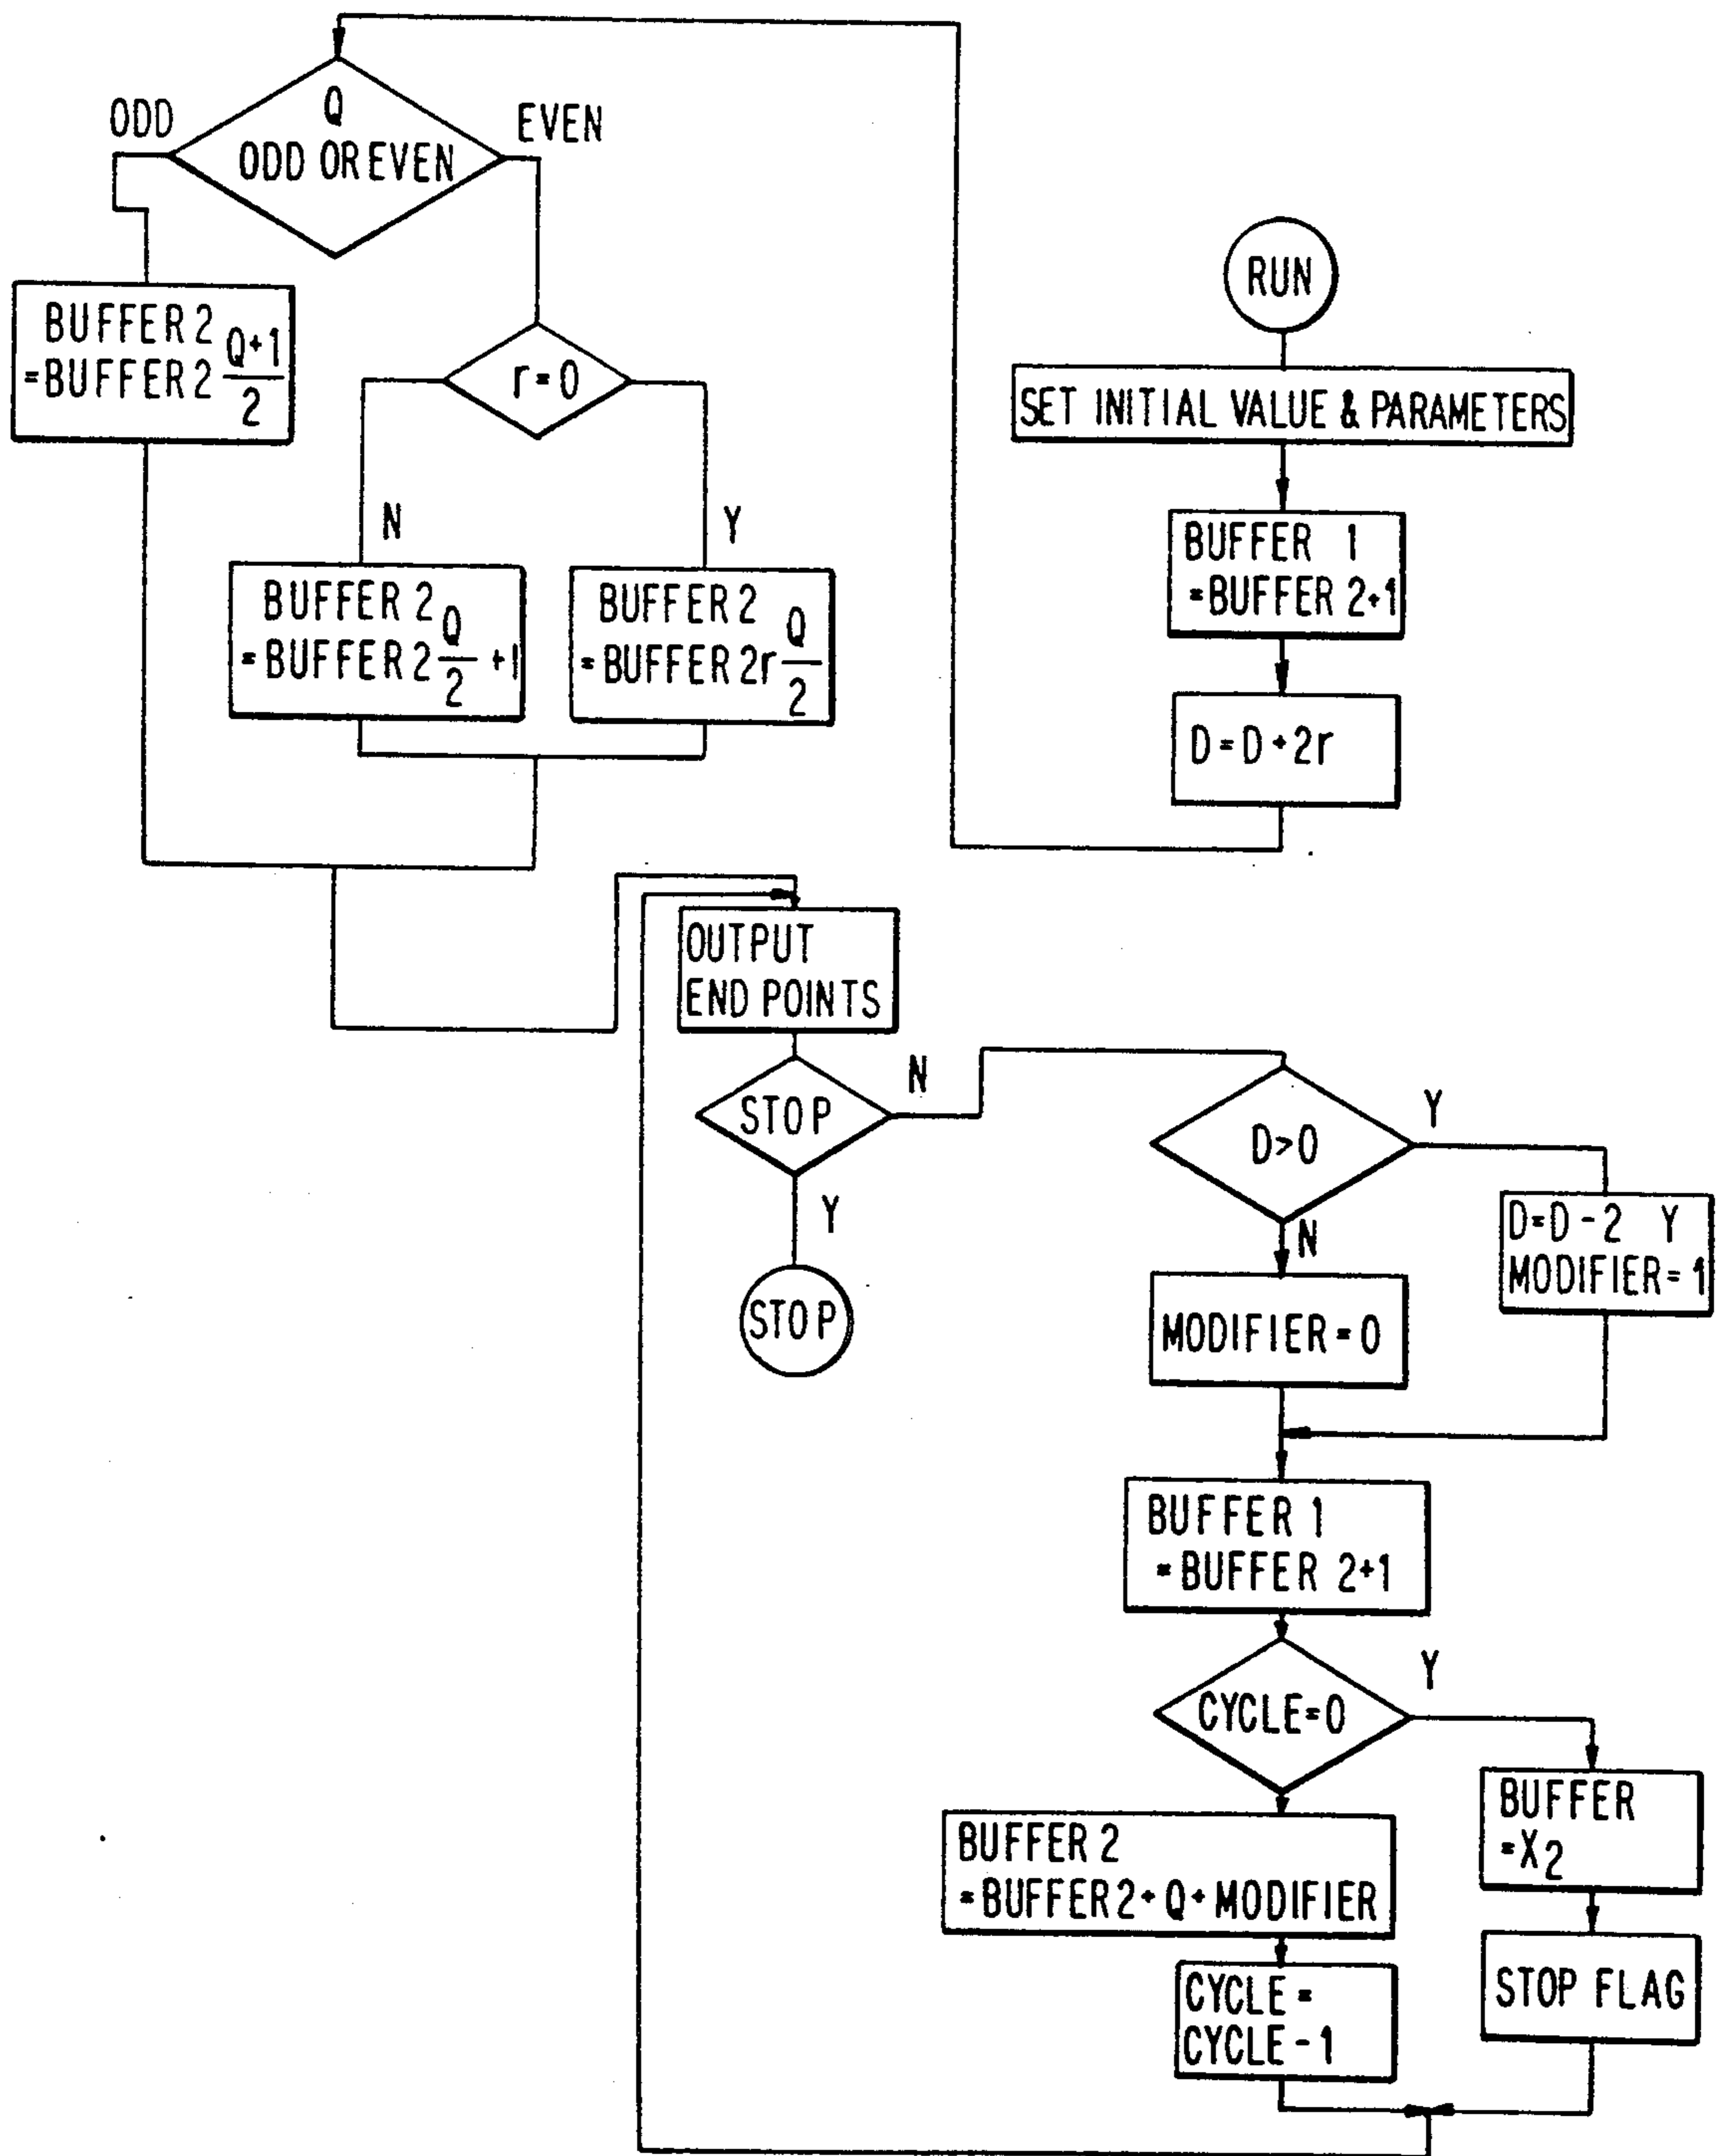 RUN
SET INITIAL VALUE & PARAMETERS
BUFFER 1
=BUFFER 2+1
D=D+2r
Q
ODD OR EVEN
ODD
EVEN
BUFFER 2
=BUFFER 2 Q+1
2
r=0
N
Y
BUFFER 2
=BUFFER 2 Q +1
2
BUFFER 2
=BUFFER 2r Q
2
OUTPUT
END POINTS
STOP
N
Y
STOP
D>0
Y
N
D=D-2 Y
MODIFIER=1
MODIFIER=0
BUFFER 1
=BUFFER 2+1
CYCLE=0
Y
BUFFER
=X2
BUFFER 2
=BUFFER2+Q+MODIFIER
STOP FLAG
CYCLE=
CYCLE-1